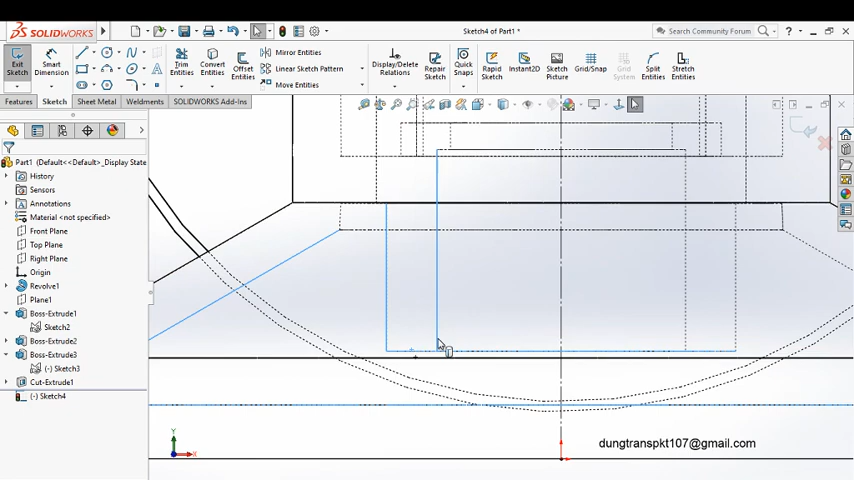 SOLIDWORKS
Sketch4 of Part1 *
Search Community Forum
Exit Sketch
Smart Dimension
Trim Entities
Convert Entities
Offset Entities
Mirror Entities
Linear Sketch Pattern
Move Entities
Display/Delete Relations
Repair Sketch
Quick Snaps
Rapid Sketch
Instant2D
Sketch Picture
Grid/Snap
Grid System
Split Entities
Stretch Entities
Features
Sketch
Sheet Metal
Weldments
SOLIDWORKS Add-Ins
Part1 (Default<<Default>_Display State
History
Sensors
Annotations
Material <not specified>
Front Plane
Top Plane
Right Plane
Origin
Revolve1
Plane1
Boss-Extrude1
Sketch2
Boss-Extrude2
Boss-Extrude3
(-) Sketch3
Cut-Extrude1
(-) Sketch4
Y
X
dungtranspkt107@gmail.com